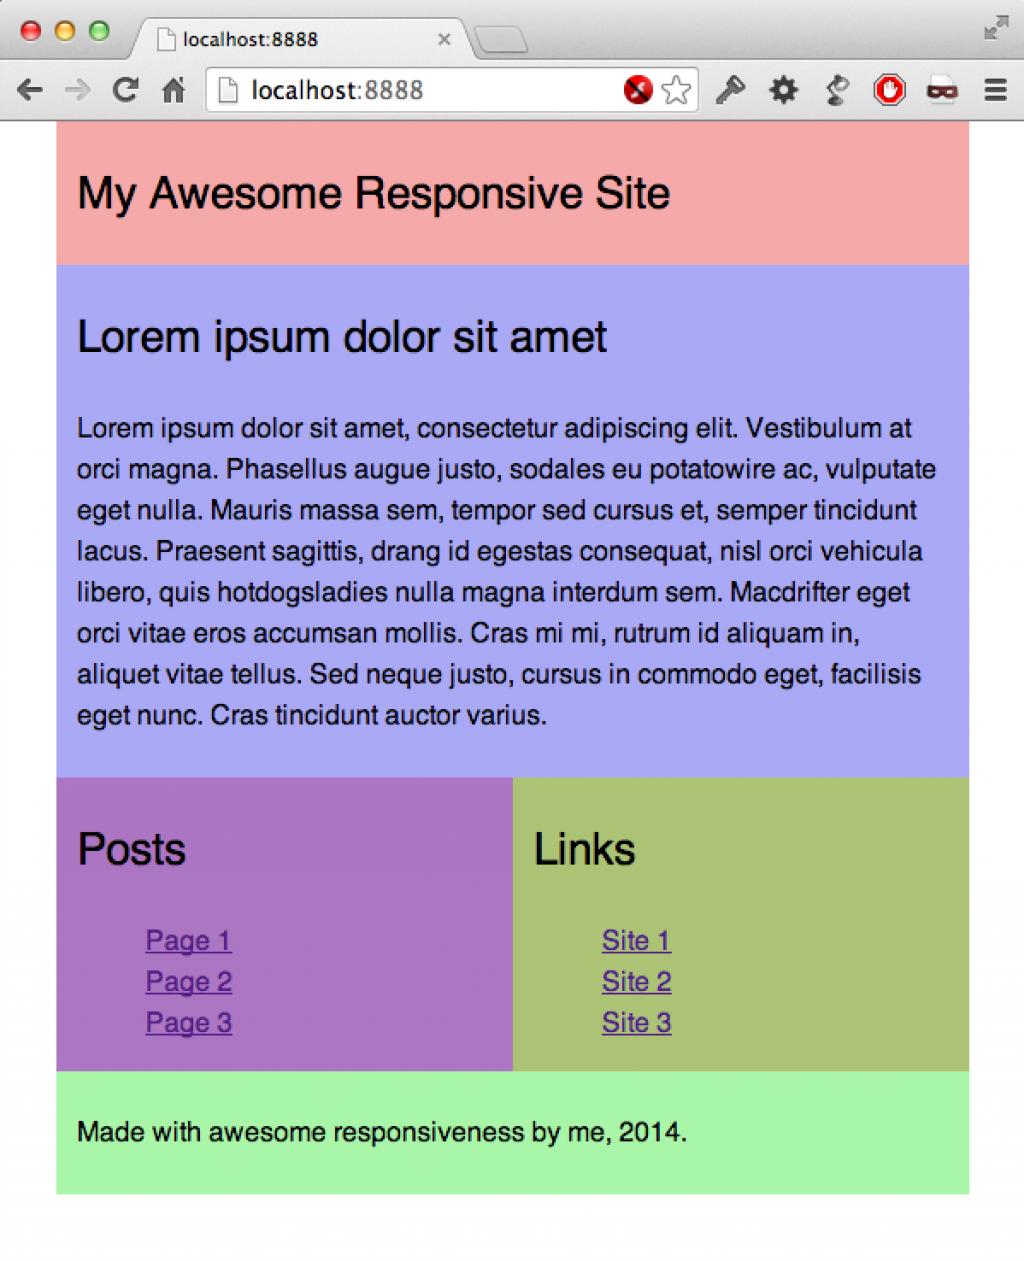 localhost:8888
localhost:8888
My Awesome Responsive Site
Lorem ipsum dolor sit amet
Lorem ipsum dolor sit amet, consectetur adipiscing elit. Vestibulum at
orci magna. Phasellus augue justo, sodales eu potatowire ac, vulputate
eget nulla. Mauris massa sem, tempor sed cursus et, semper tincidunt
lacus. Praesent sagittis, drang id egestas consequat, nisl orci vehicula
libero, quis hotdogsladies nulla magna interdum sem. Macdrifter eget
orci vitae eros accumsan mollis. Cras mi mi, rutrum id aliquam in,
aliquet vitae tellus. Sed neque justo, cursus in commodo eget, facilisis
eget nunc. Cras tincidunt auctor varius.
Posts
Page 1
Page 2
Page 3
Links
Site 1
Site 2
Site 3
Made with awesome responsiveness by me, 2014.